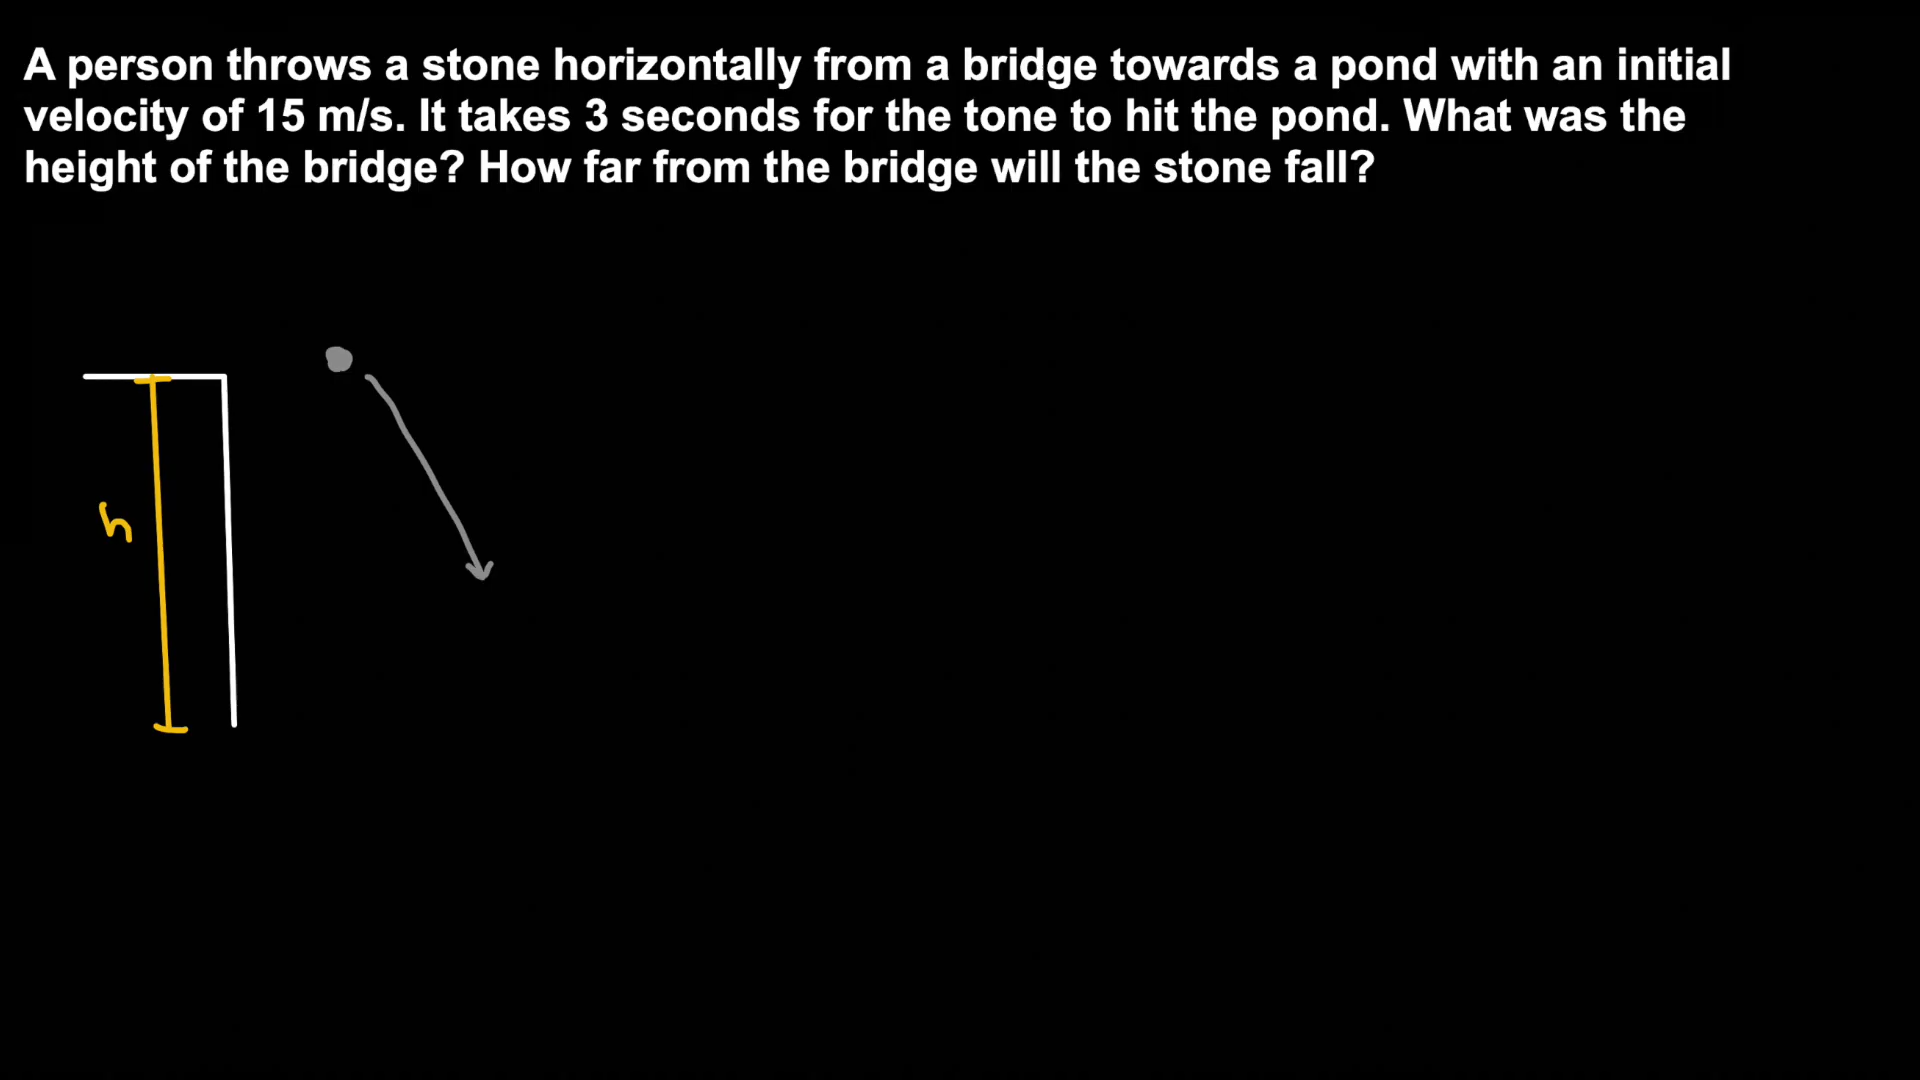 A person throws a stone horizontally from a bridge towards a pond with an initial
velocity of 15 m/s. It takes 3 seconds for the tone to hit the pond. What was the
height of the bridge? How far from the bridge will the stone fall?
h